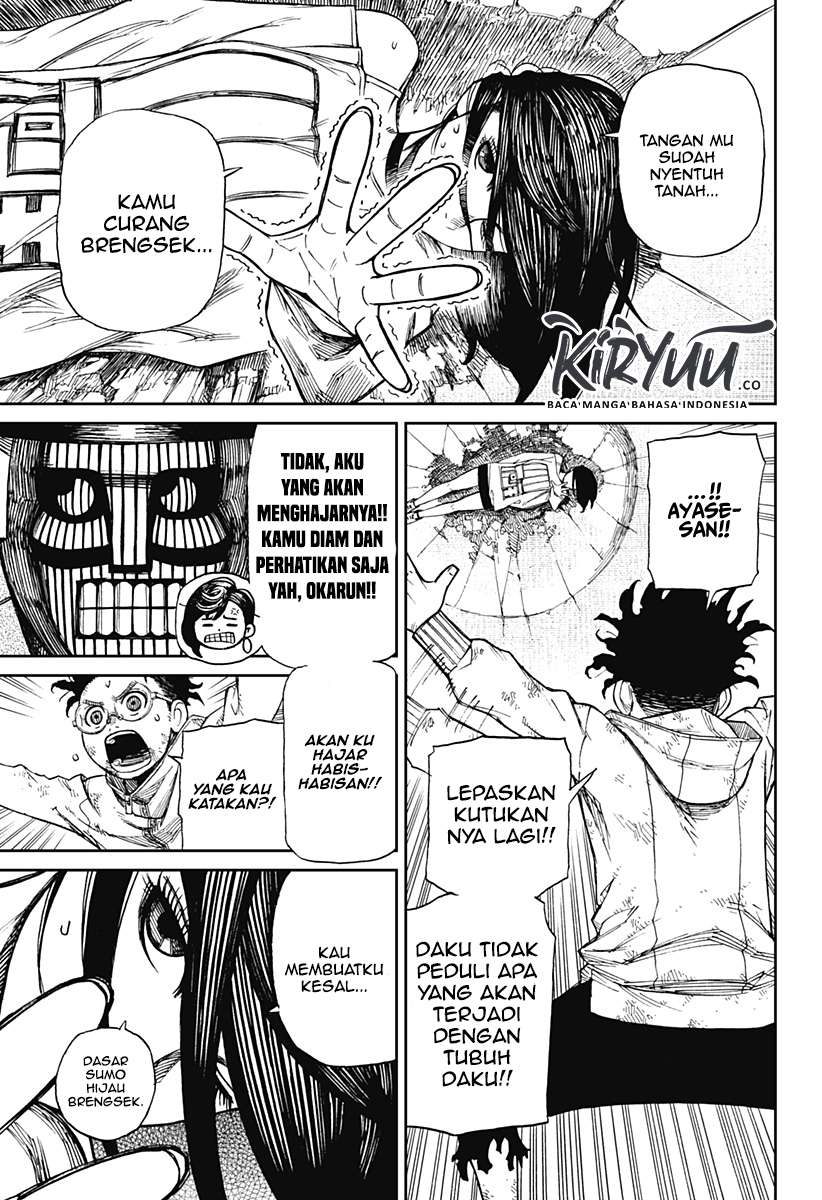 TANGAN MU
SUDAH
NYENTUH
TANAH...
KAMU
CURANG
BRENGSEK...
KIRYUU.CO
BACA MANGA BAHASA INDONESIA
...!!
AYASE-
SAN!!
LEPASKAN
KUTUKAN
NYA LAGI!!
DAKU TIDAK
PEDULI APA
YANG AKAN
TERJADI
DENGAN
TUBUH
DAKU!!
TIDAK, AKU
YANG AKAN
MENGHAJARNYA!!
KAMU DIAM DAN
PERHATIKAN SAJA
YAH, OKARUN!!
AKAN KU
HAJAR
HABIS-
HABISAN!!
APA
YANG KAU
KATAKAN?!
KAU
MEMBUATKU
KESAL...
DASAR
SUMO
HIJAU
BRENGSEK.